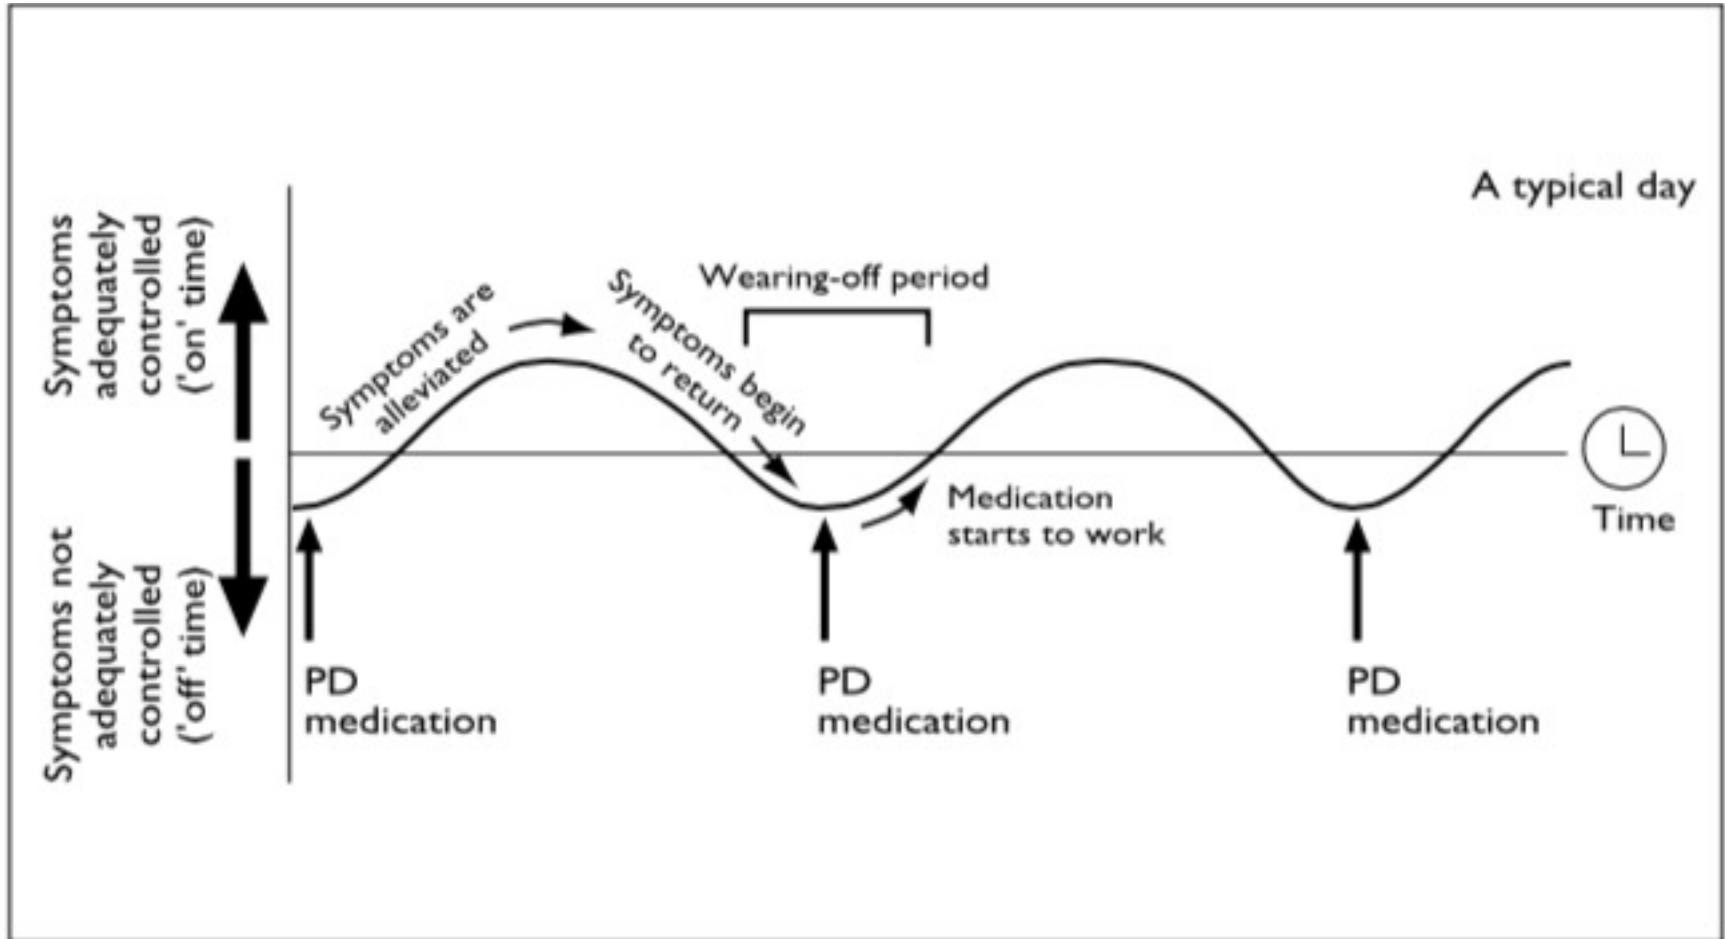 A typical day
Symptoms
adequately
controlled
('on' time)
Symptoms not
adequately
controlled
('off' time)
Symptoms are
alleviated
Symptoms begin
to return
Wearing-off period
Medication
starts to work
Time
PD
medication
PD
medication
PD
medication